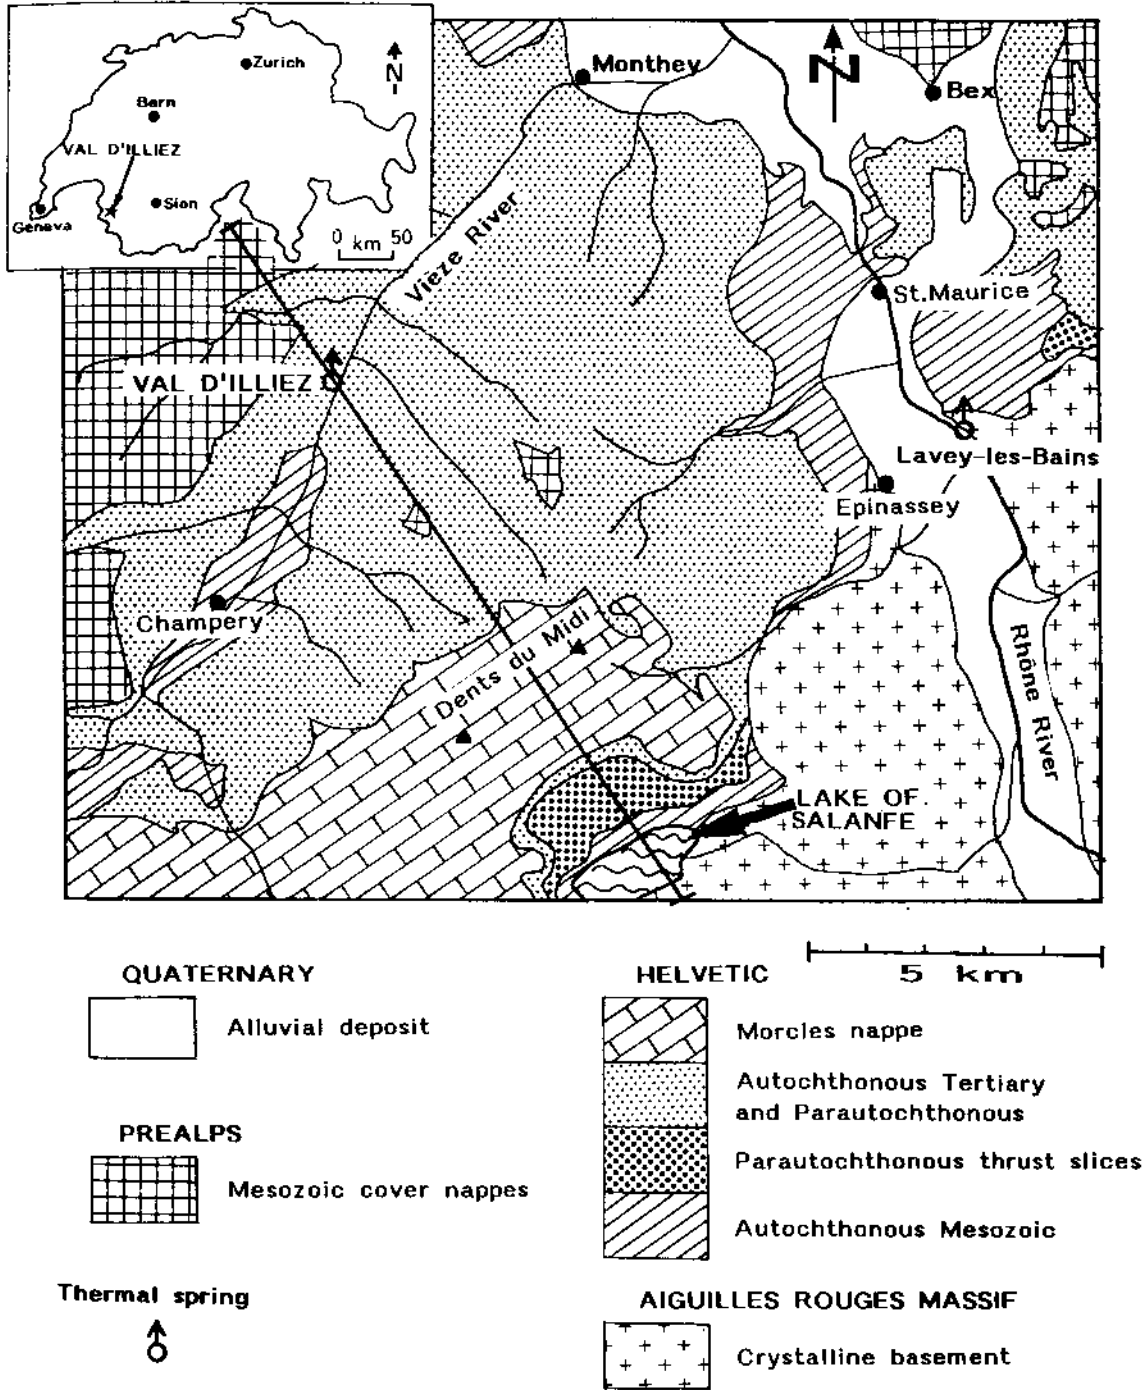 Zurich
N
Bern
VAL D'ILLIEZ
Sion
Geneva
0 km 50
Monthey
N
Bex
Vièze River
St.Maurice
VAL D'ILLIEZ
Lavey-les-Bains
Epinassey
Champery
Dents du Midi
Rhône River
LAKE OF
SALANFE
5 km
QUATERNARY
Alluvial deposit
PREALPS
Mesozoic cover nappes
Thermal spring
HELVETIC
Morcles nappe
Autochthonous Tertiary
and Parautochthonous
Parautochthonous thrust slices
Autochthonous Mesozoic
AIGUILLES ROUGES MASSIF
Crystalline basement